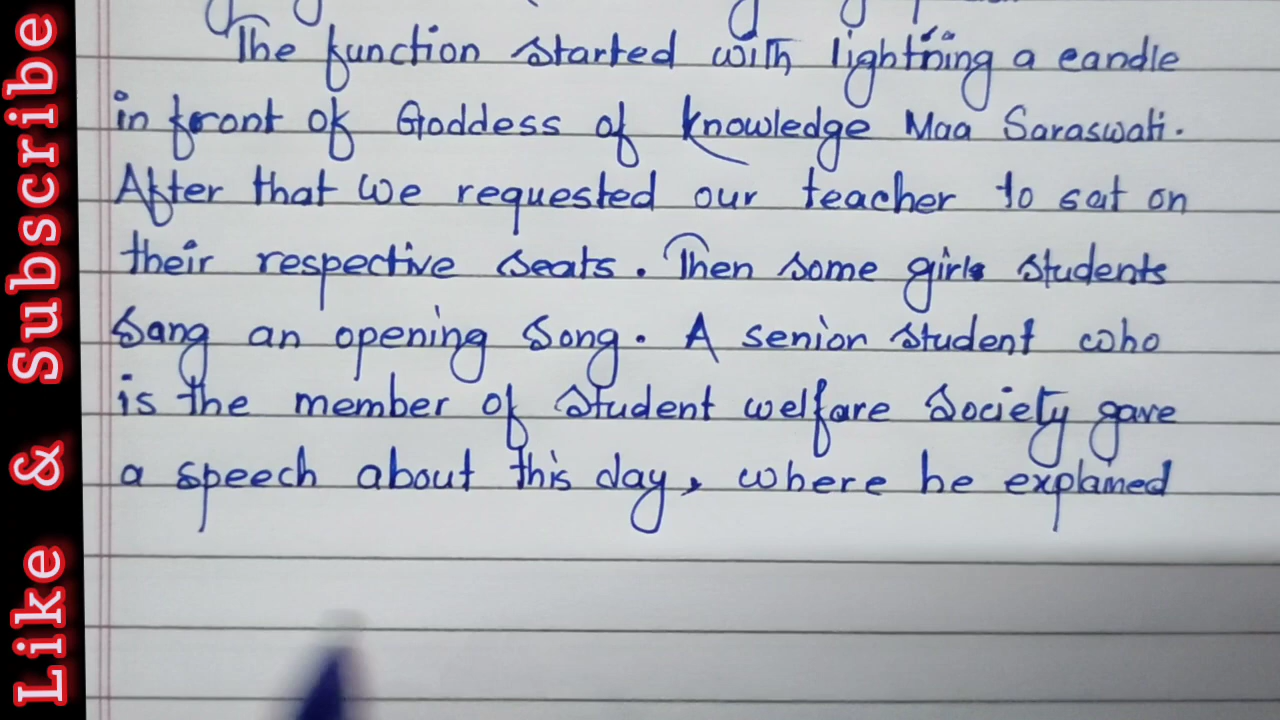 Like & Subscribe
The function started with lightning a candle
in front of Goddess of Knowledge Maa Saraswati.
After that we requested our teacher to sat on
their respective seats. Then some girls students
sang an opening song. A senior student who
is the member of student welfare society gave
a speech about this day, where he explained